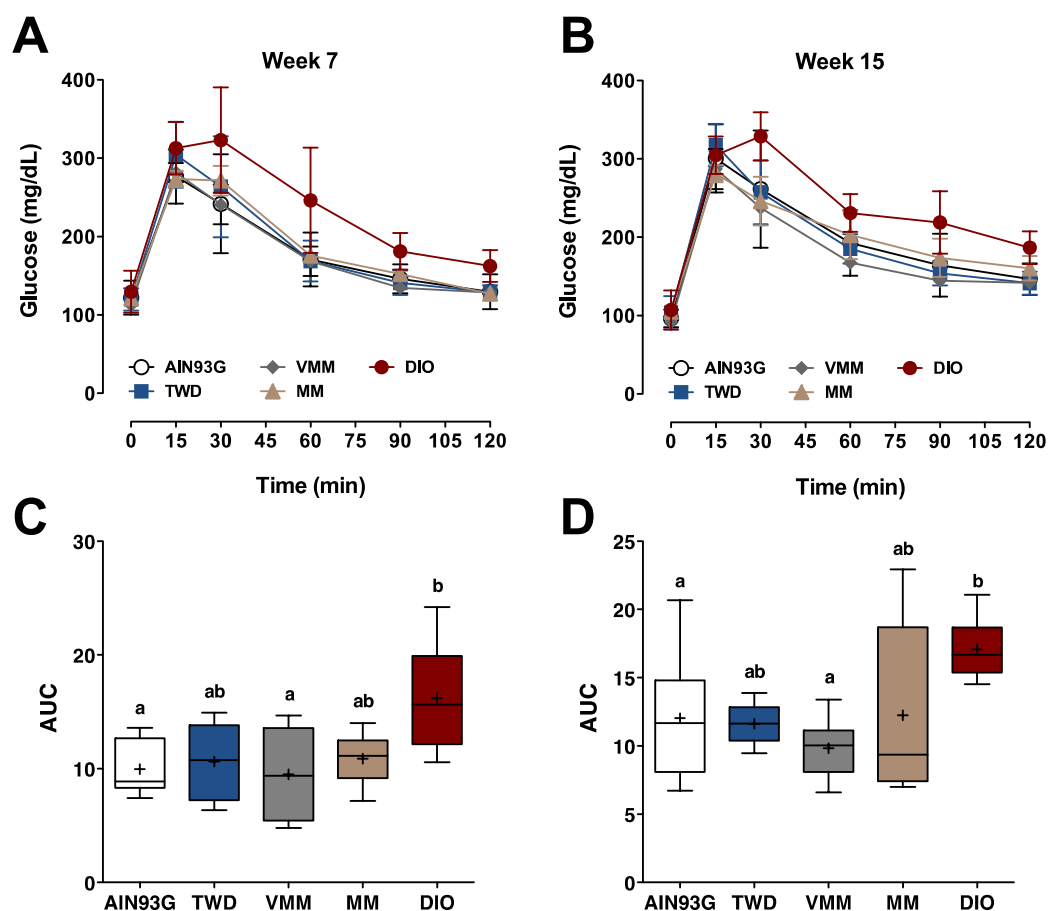 A
Week 7
400
300
200
100
0
Glucose (mg/dL)
AIN93G
VMM
DIO
TWD
MM
0 15 30 45 60 75 90 105 120
Time (min)
B
Week 15
400
300
200
100
0
Glucose (mg/dL)
AIN93G
VMM
DIO
TWD
MM
0 15 30 45 60 75 90 105 120
Time (min)
C
30
20
10
0
AUC
a
ab
a
ab
b
AIN93G TWD VMM MM DIO
D
25
20
15
10
5
0
AUC
a
ab
a
ab
b
AIN93G TWD VMM MM DIO